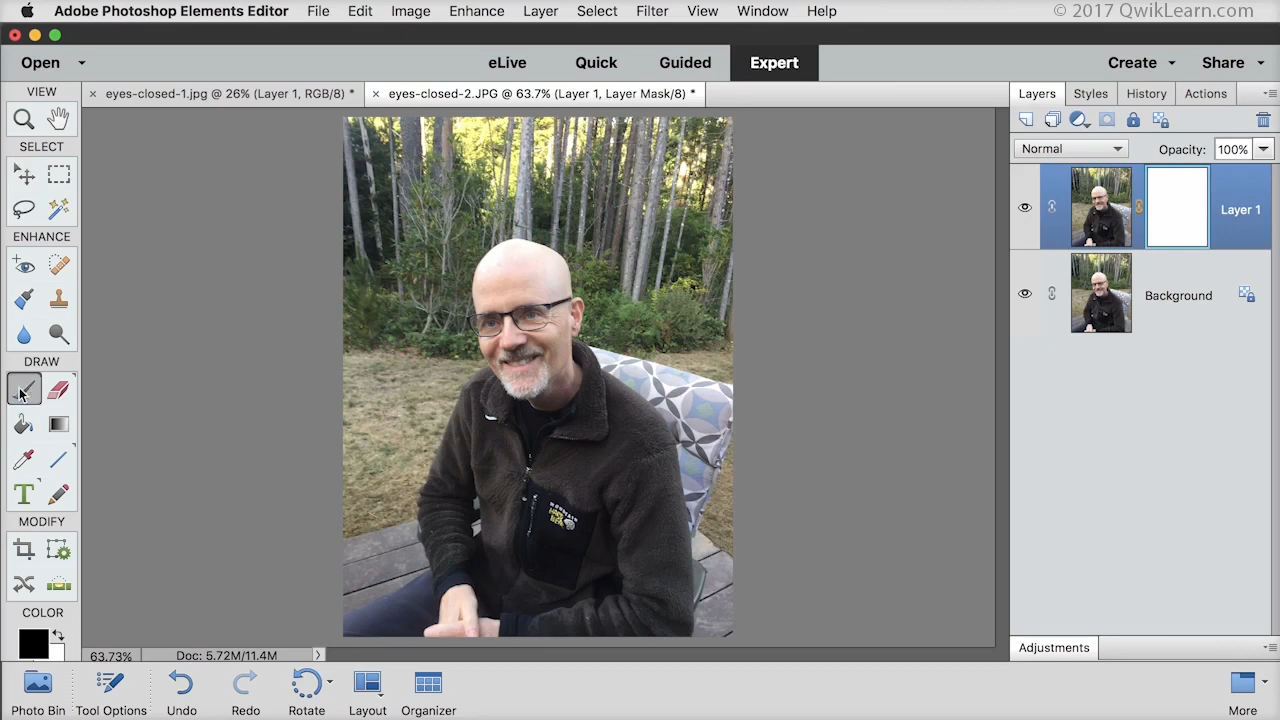 Adobe Photoshop Elements Editor File Edit Image Enhance Layer Select Filter View Window Help
© 2017 QwikLearn.com
Open eLive Quick Guided Expert Create Share
VIEW
eyes-closed-1.jpg @ 26% (Layer 1, RGB/8) *
eyes-closed-2.JPG @ 63.7% (Layer 1, Layer Mask/8) *
Layers Styles History Actions
SELECT
Normal Opacity: 100%
Layer 1
ENHANCE
Background
DRAW
T
MODIFY
COLOR
63.73% Doc: 5.72M/11.4M
Adjustments
Photo Bin Tool Options Undo Redo Rotate Layout Organizer More